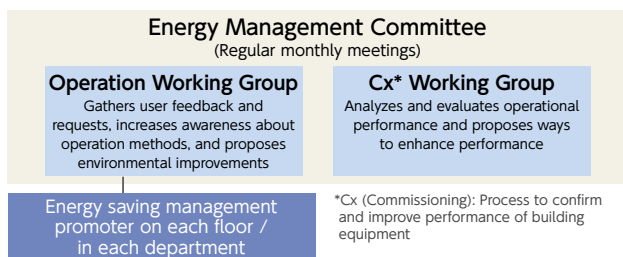 Energy Management Committee
(Regular monthly meetings)
Operation Working Group
Gathers user feedback and
requests, increases awareness about
operation methods, and proposes
environmental improvements
Cx* Working Group
Analyzes and evaluates operational
performance and proposes ways
to enhance performance
Energy saving management
promoter on each floor /
in each department
*Cx (Commissioning): Process to confirm
and improve performance of building
equipment